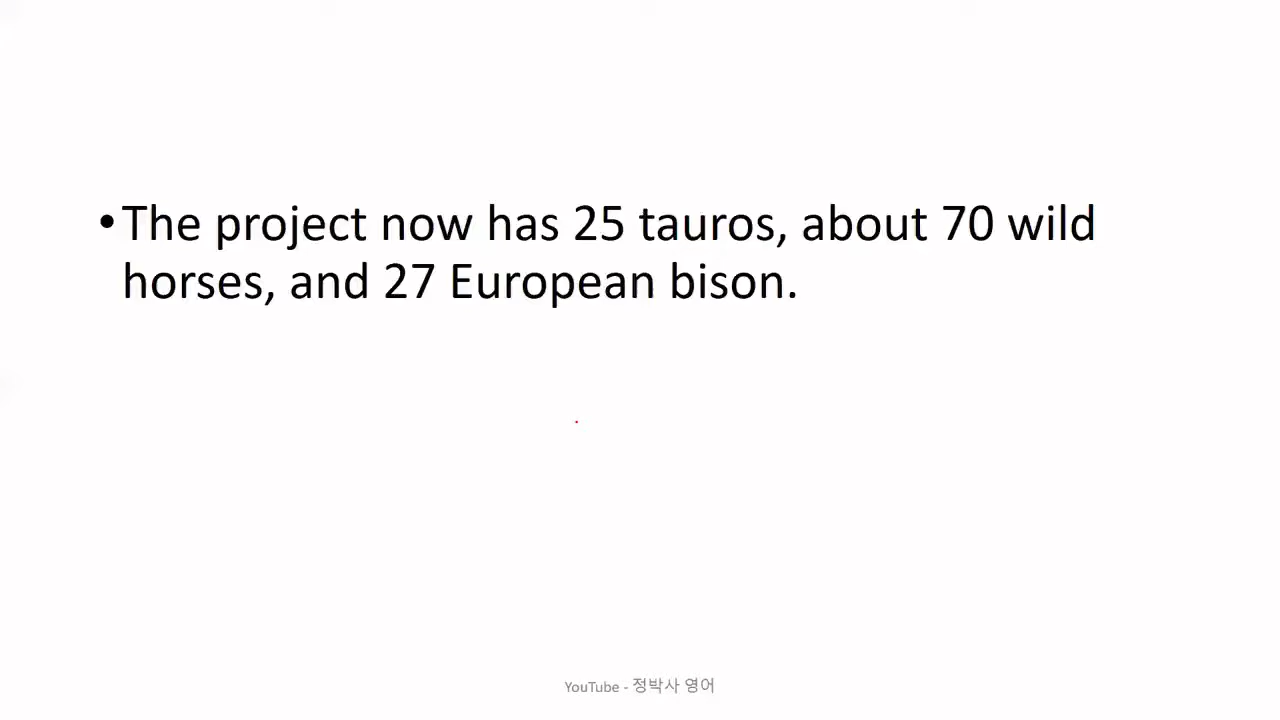 •The project now has 25 tauros, about 70 wild
horses, and 27 European bison.
YouTube - 정박사 영어